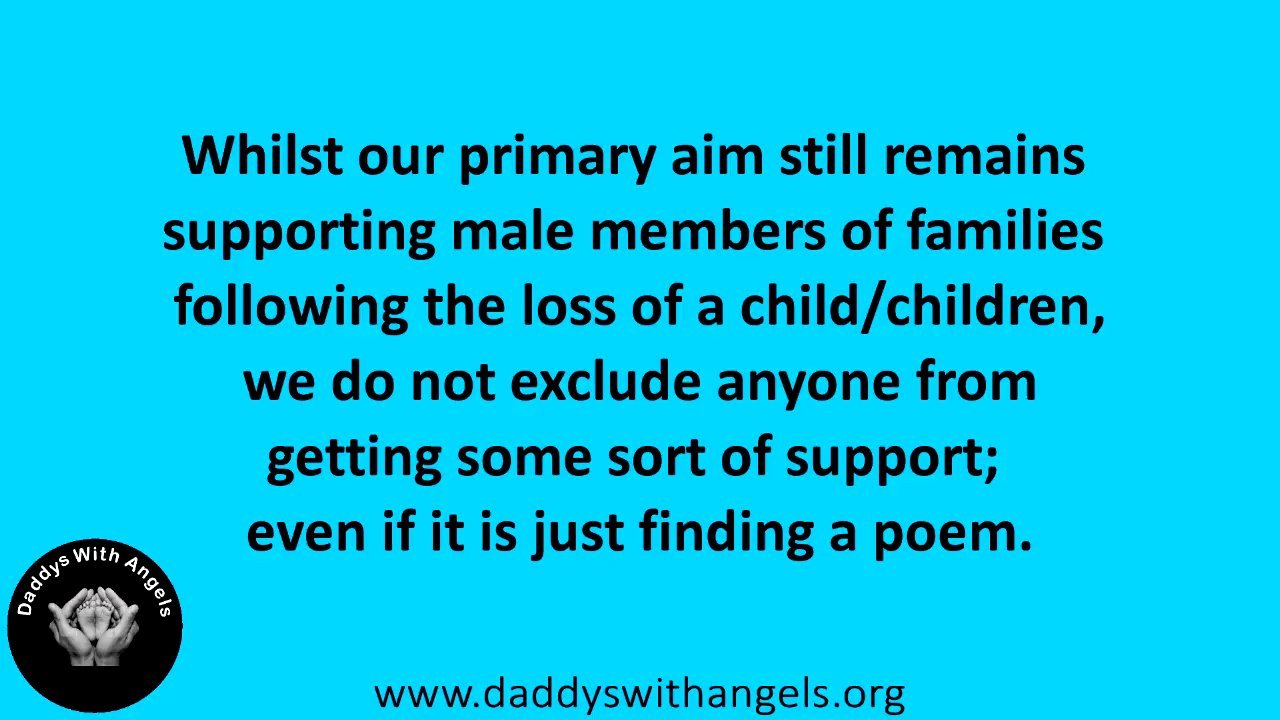 Whilst our primary aim still remains
supporting male members of families
following the loss of a child/children,
we do not exclude anyone from
getting some sort of support;
even if it is just finding a poem.
Daddys With Angels
www.daddyswithangels.org